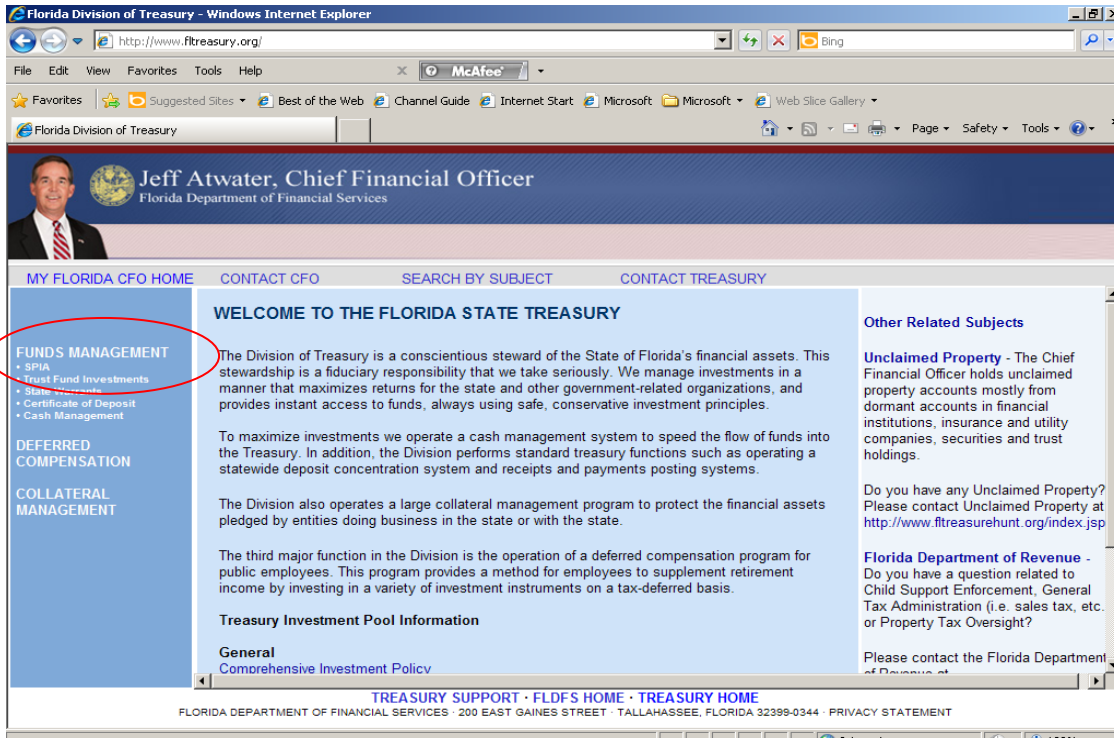 Florida Division of Treasury - Windows Internet Explorer
http://www.fltreasury.org/
Bing
File Edit View Favorites Tools Help
McAfee
Favorites Suggested Sites Best of the Web Channel Guide Internet Start Microsoft Microsoft Web Slice Gallery
Florida Division of Treasury
Page Safety Tools
Jeff Atwater, Chief Financial Officer
Florida Department of Financial Services
MY FLORIDA CFO HOME CONTACT CFO SEARCH BY SUBJECT CONTACT TREASURY
FUNDS MANAGEMENT
• SPIA
• Trust Fund Investments
• State Warrants
• Certificate of Deposit
• Cash Management
DEFERRED
COMPENSATION
COLLATERAL
MANAGEMENT
WELCOME TO THE FLORIDA STATE TREASURY
The Division of Treasury is a conscientious steward of the State of Florida's financial assets. This
stewardship is a fiduciary responsibility that we take seriously. We manage investments in a
manner that maximizes returns for the state and other government-related organizations, and
provides instant access to funds, always using safe, conservative investment principles.
To maximize investments we operate a cash management system to speed the flow of funds into
the Treasury. In addition, the Division performs standard treasury functions such as operating a
statewide deposit concentration system and receipts and payments posting systems.
The Division also operates a large collateral management program to protect the financial assets
pledged by entities doing business in the state or with the state.
The third major function in the Division is the operation of a deferred compensation program for
public employees. This program provides a method for employees to supplement retirement
income by investing in a variety of investment instruments on a tax-deferred basis.
Treasury Investment Pool Information
General
Comprehensive Investment Policy
Other Related Subjects
Unclaimed Property - The Chief
Financial Officer holds unclaimed
property accounts mostly from
dormant accounts in financial
institutions, insurance and utility
companies, securities and trust
holdings.
Do you have any Unclaimed Property?
Please contact Unclaimed Property at
http://www.fltreasurehunt.org/index.jsp
Florida Department of Revenue -
Do you have a question related to
Child Support Enforcement, General
Tax Administration (i.e. sales tax, etc.
or Property Tax Oversight?
Please contact the Florida Department
of Revenue at
TREASURY SUPPORT · FLDFS HOME · TREASURY HOME
FLORIDA DEPARTMENT OF FINANCIAL SERVICES · 200 EAST GAINES STREET · TALLAHASSEE, FLORIDA 32399-0344 · PRIVACY STATEMENT